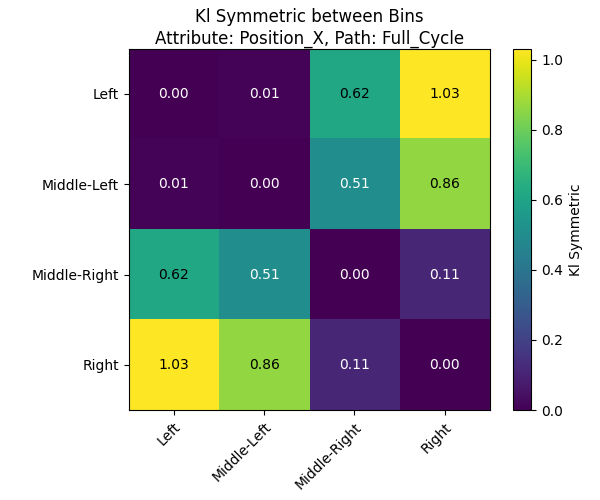 Kl Symmetric between Bins
Attribute: Position_X, Path: Full_Cycle
Left 0.00 0.01 0.62 1.03
Middle-Left 0.01 0.00 0.51 0.86
Middle-Right 0.62 0.51 0.00 0.11
Right 1.03 0.86 0.11 0.00
Left Middle-Left Middle-Right Right
1.0
0.8
0.6
0.4
0.2
0.0
Kl Symmetric